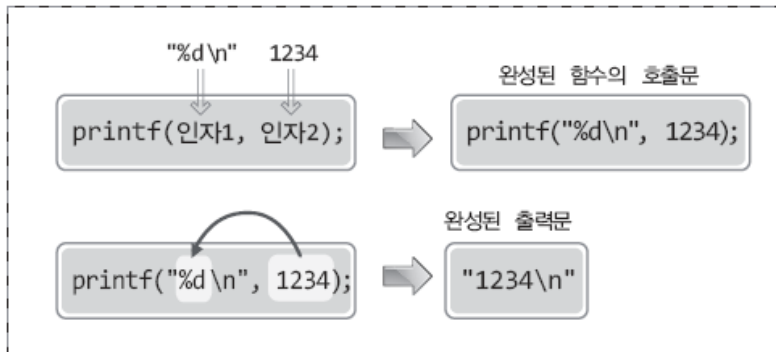 "%d\n" 1234
완성된 함수의 호출문
printf(인자1, 인자2);
printf("%d\n", 1234);
완성된 출력문
printf("%d\n", 1234);
"1234\n"